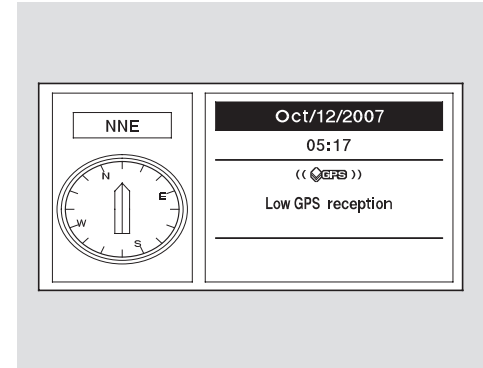 NNE
N
E
W
S
Oct/12/2007
05:17
((GPS))
Low GPS reception